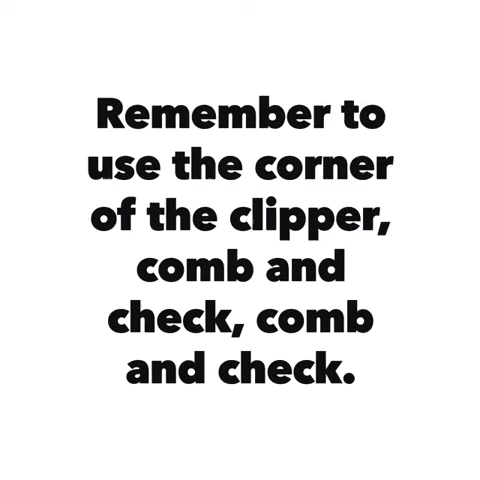 Remember to
use the corner
of the clipper,
comb and
check, comb
and check.